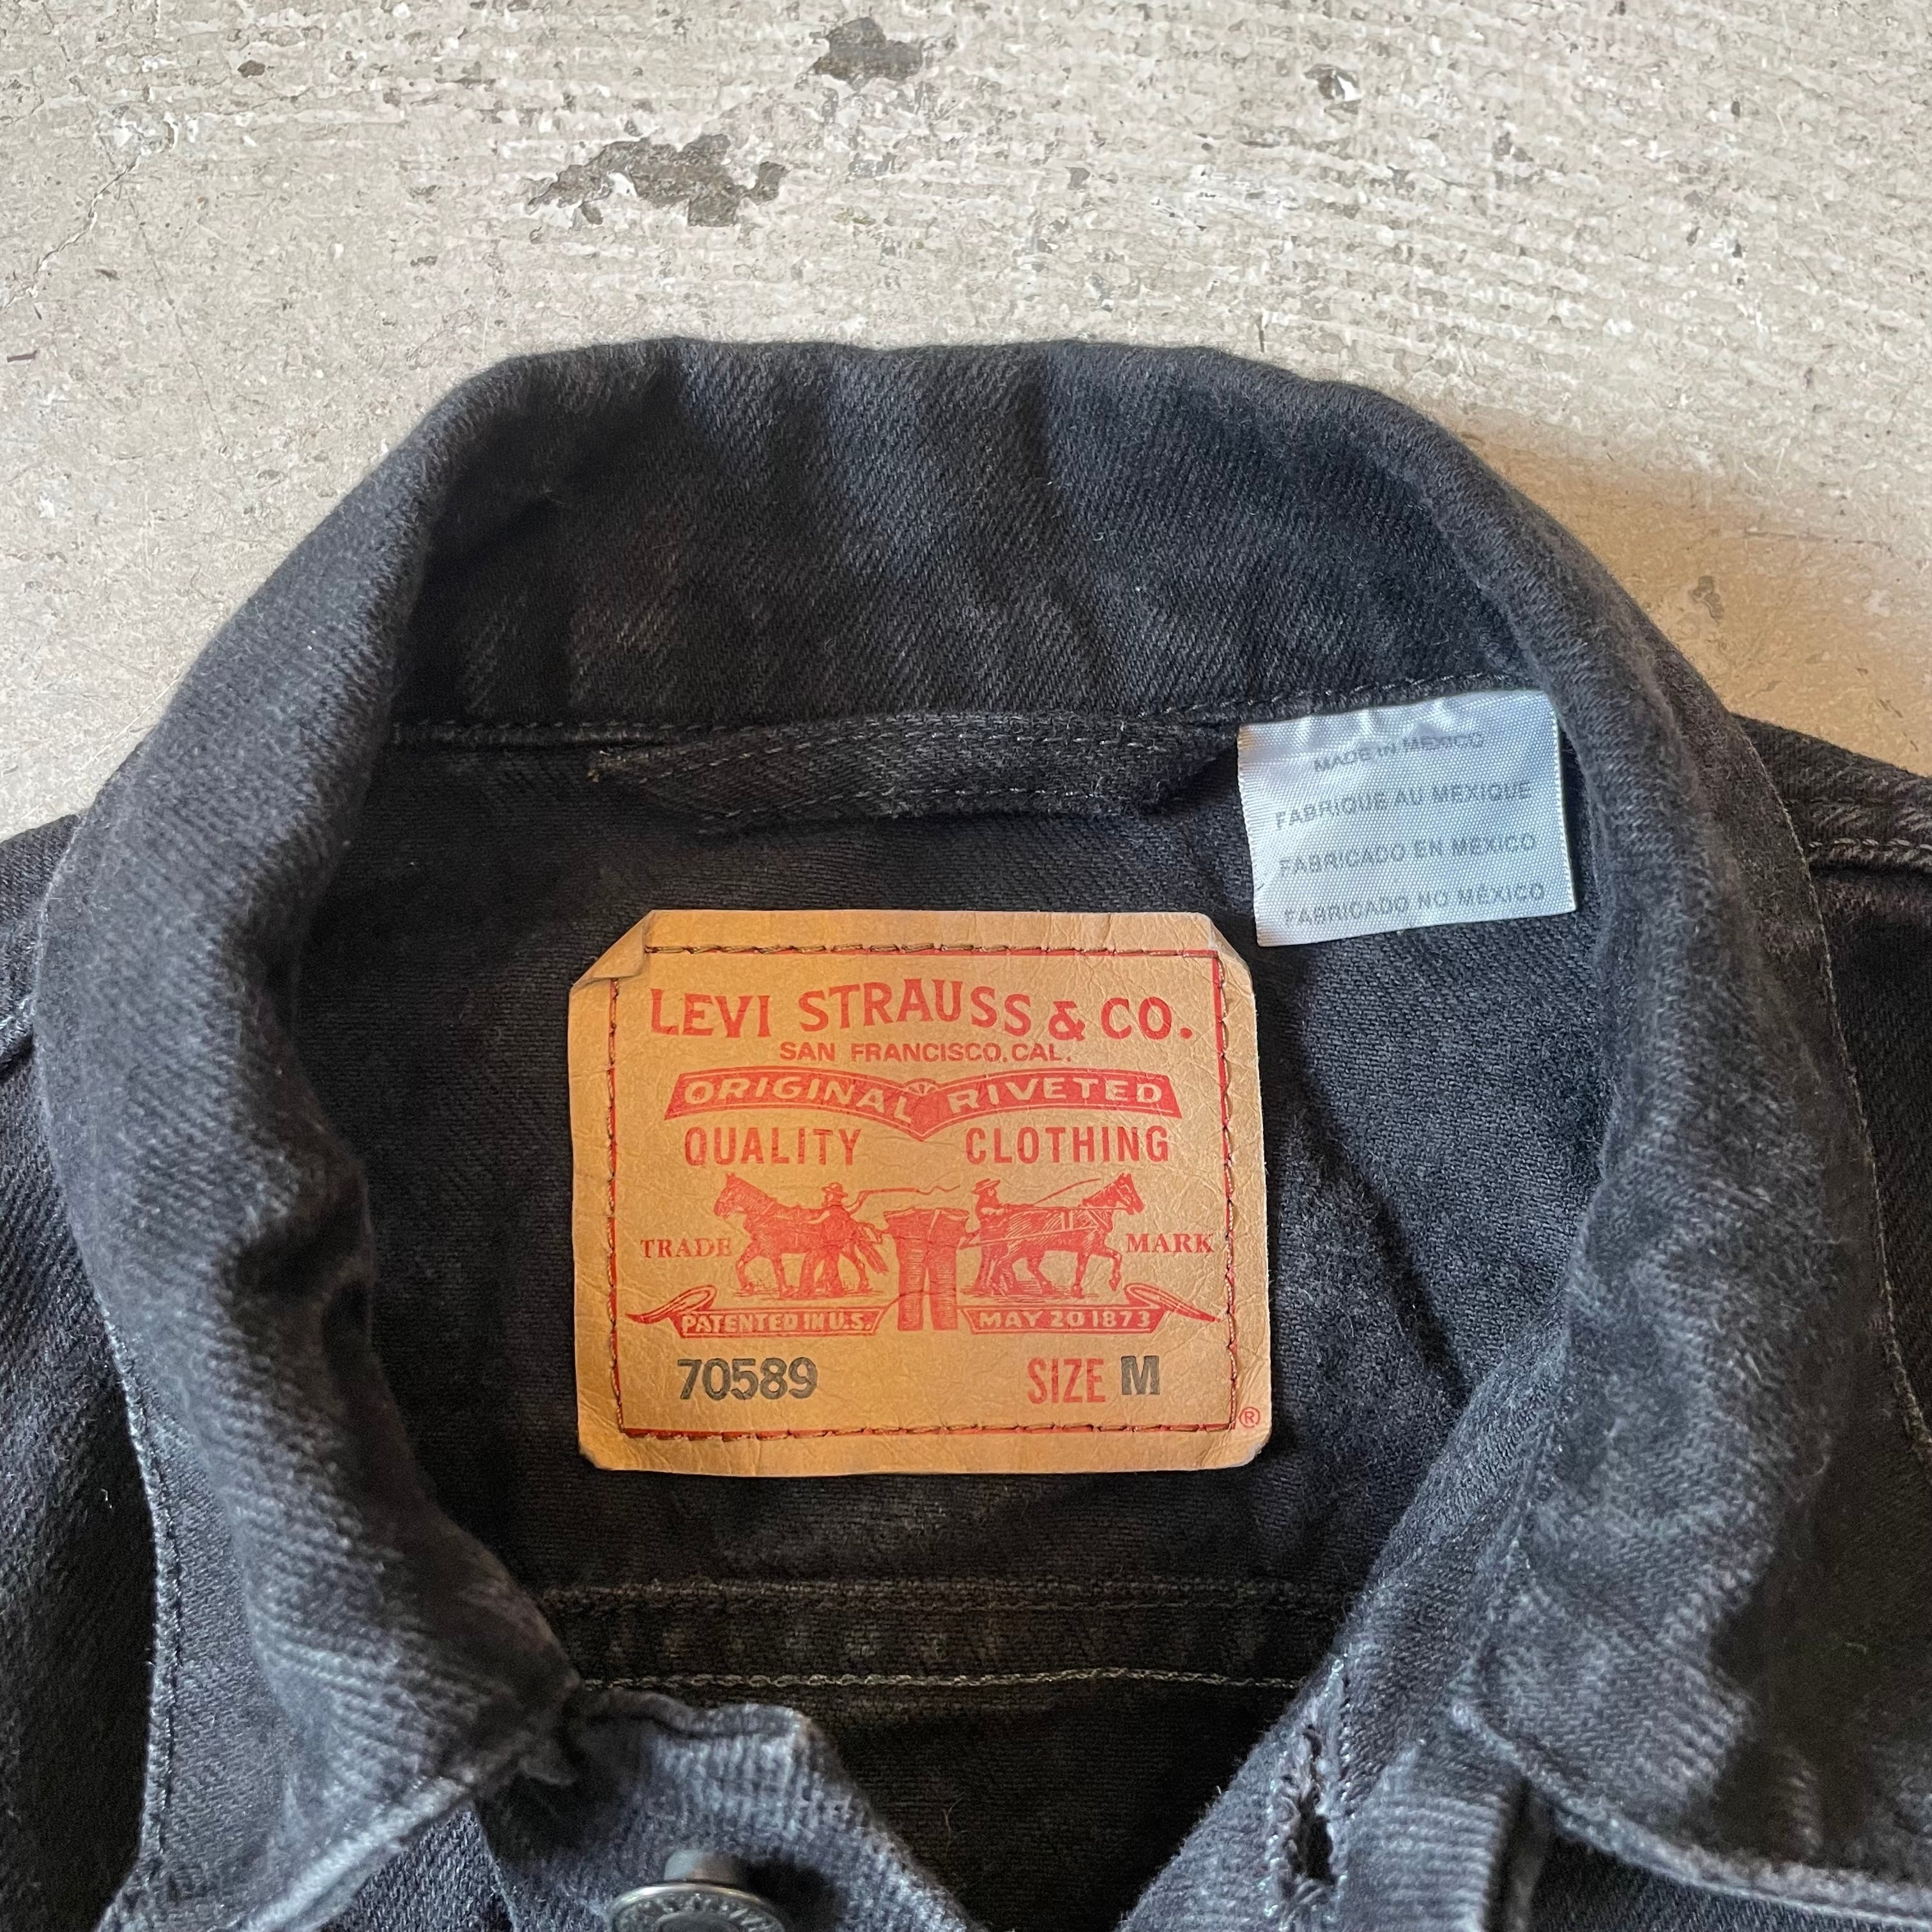 MADE IN MEXICO
FABRIQUE AU MEXIQUE
FABRICADO EN MEXICO
FABRICADO NO MÉXICO
LEVI STRAUSS & CO.
SAN FRANCISCO, CAL.
ORIGINAL RIVETED
QUALITY CLOTHING
TRADE MARK
PATENTED IN U.S. MAY 20 1873
70589 SIZE M
®